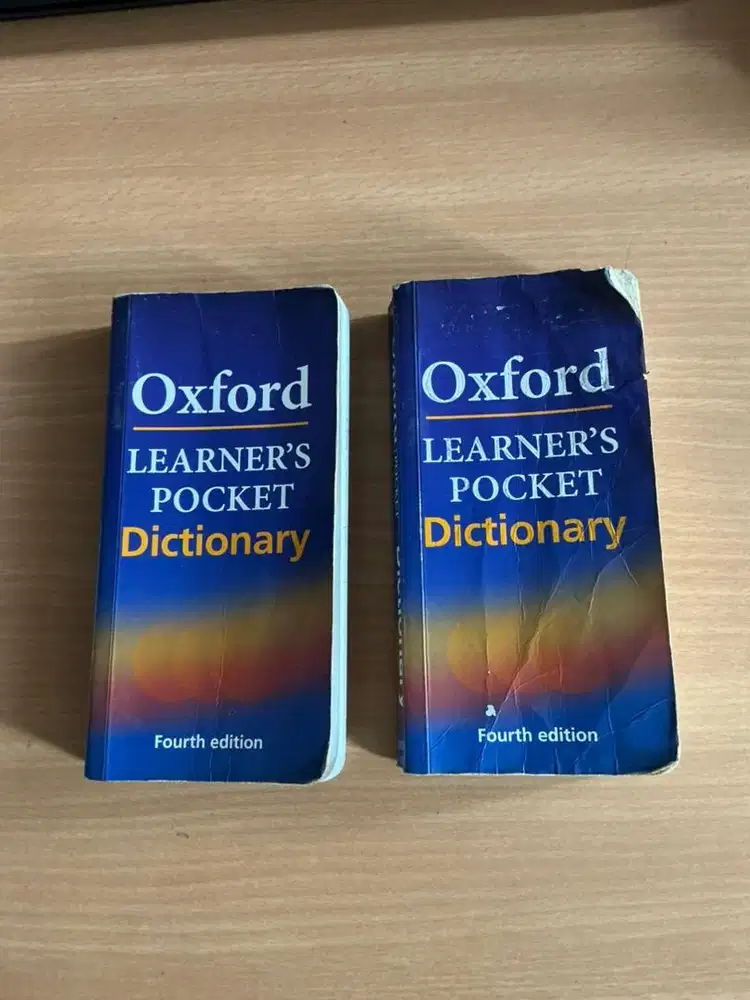 Oxford
LEARNER'S
POCKET
Dictionary
Fourth edition
Oxford
LEARNER'S
POCKET
Dictionary
Fourth edition